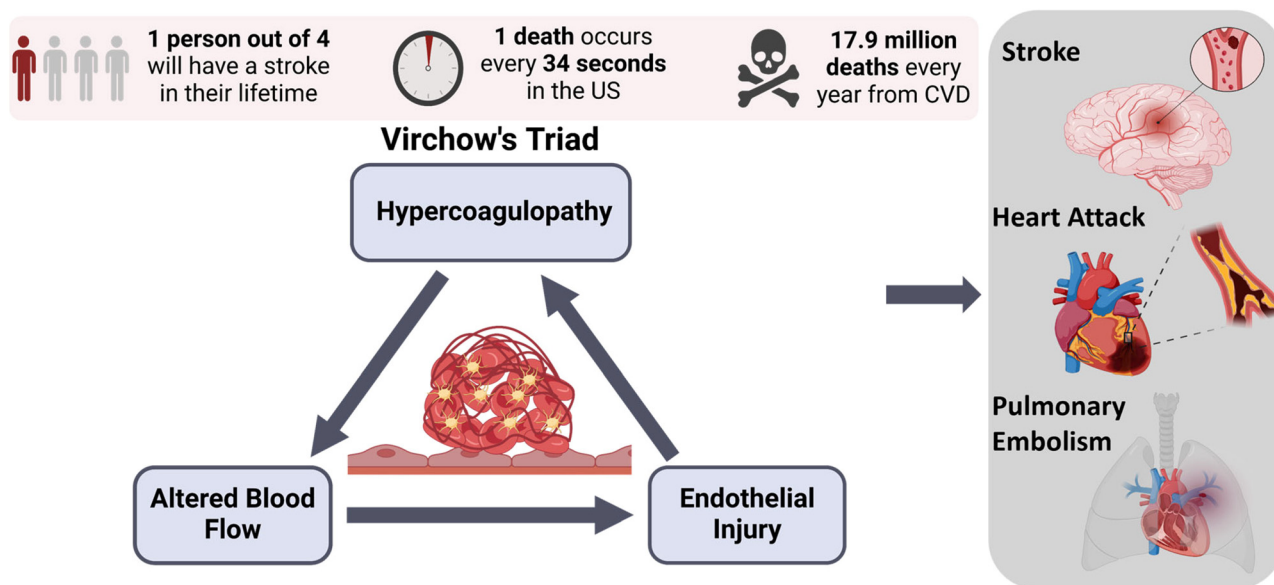 1 person out of 4
will have a stroke
in their lifetime
1 death occurs
every 34 seconds
in the US
17.9 million
deaths every
year from CVD
Virchow's Triad
Hypercoagulopathy
Altered Blood
Flow
Endothelial
Injury
Stroke
Heart Attack
Pulmonary
Embolism